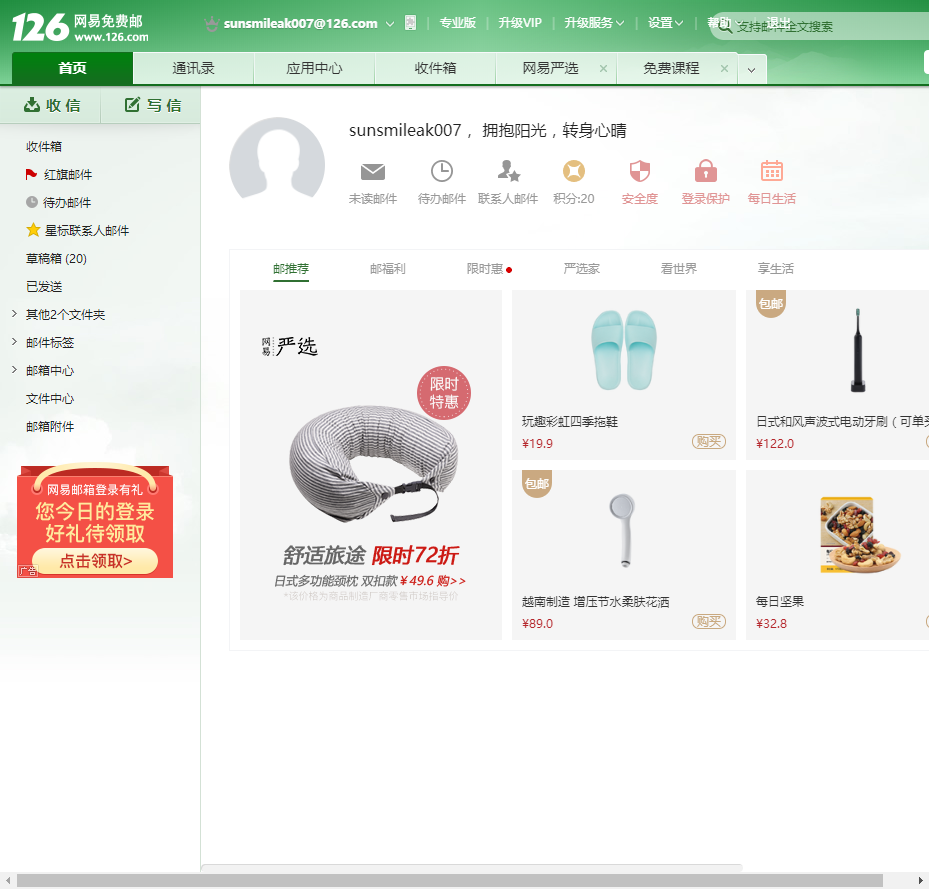 126 网易免费邮
www.126.com
sunsmileak007@126.com
专业版
升级VIP
升级服务
设置
帮助
退出
支持邮件全文搜索
首页
通讯录
应用中心
收件箱
网易严选
免费课程
收信
写信
收件箱
红旗邮件
待办邮件
星标联系人邮件
草稿箱 (20)
已发送
其他2个文件夹
邮件标签
邮箱中心
文件中心
邮箱附件
网易邮箱登录有礼
您今日的登录
好礼待领取
点击领取>
广告
sunsmileak007， 拥抱阳光，转身心晴
未读邮件
待办邮件
联系人邮件
积分:20
安全度
登录保护
每日生活
邮推荐
邮福利
限时惠
严选家
看世界
享生活
网易严选
限时
特惠
舒适旅途 限时72折
日式多功能颈枕 双扣款¥49.6 购>>
*该价格为商品制造厂商零售市场指导价
玩趣彩虹四季拖鞋
¥19.9
购买
包邮
日式和风声波式电动牙刷（可单买
¥122.0
包邮
越南制造 增压节水柔肤花洒
¥89.0
购买
每日坚果
¥32.8